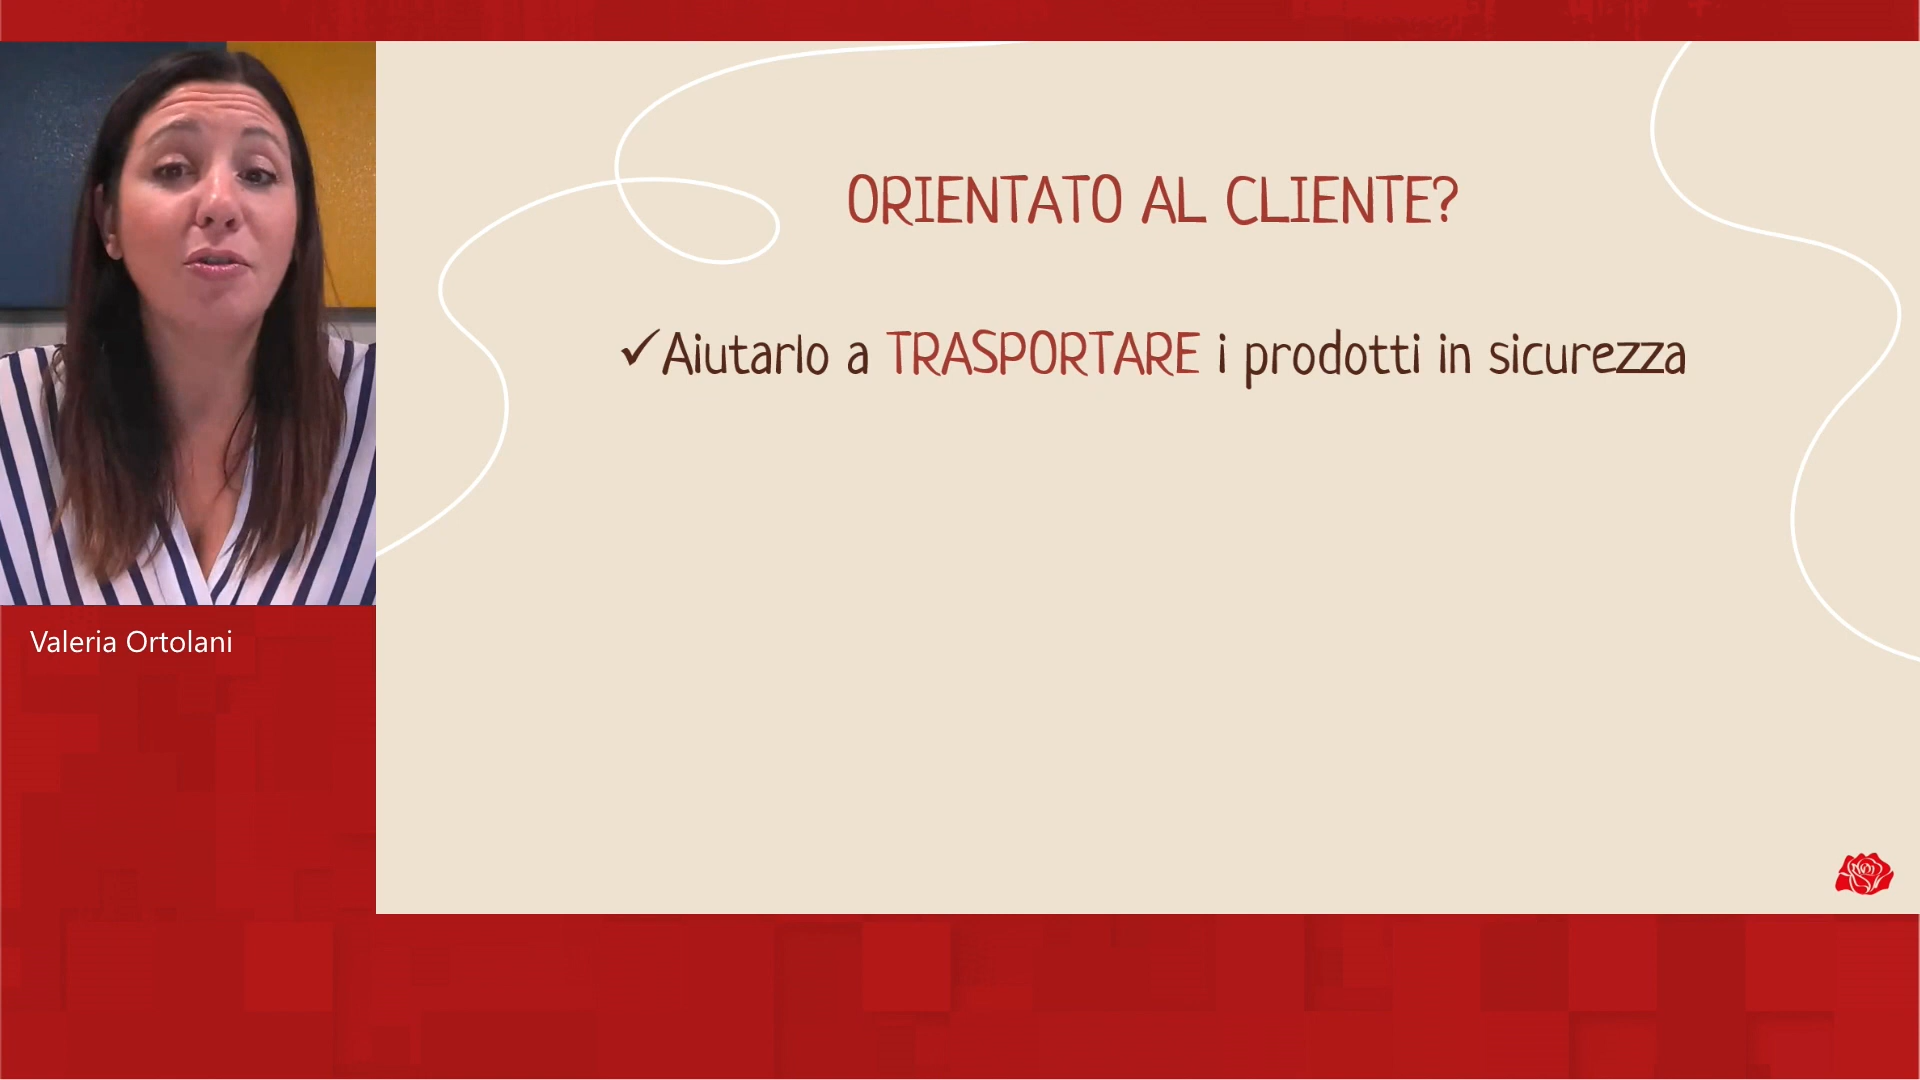 ORIENTATO AL CLIENTE?
✓Aiutarlo a TRASPORTARE i prodotti in sicurezza
Valeria Ortolani